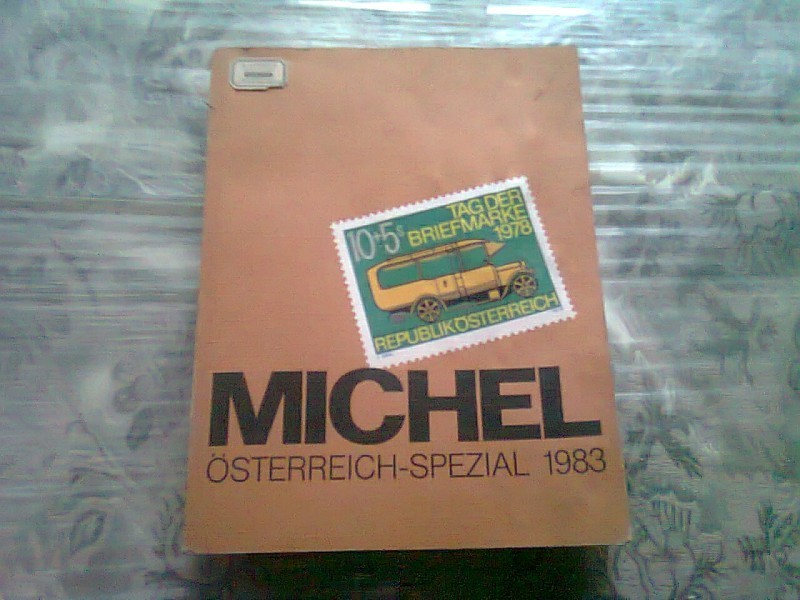 TAG DER
10+5s BRIEFMARKE
1978
REPUBLIK ÖSTERREICH
MICHEL
ÖSTERREICH-SPEZIAL 1983